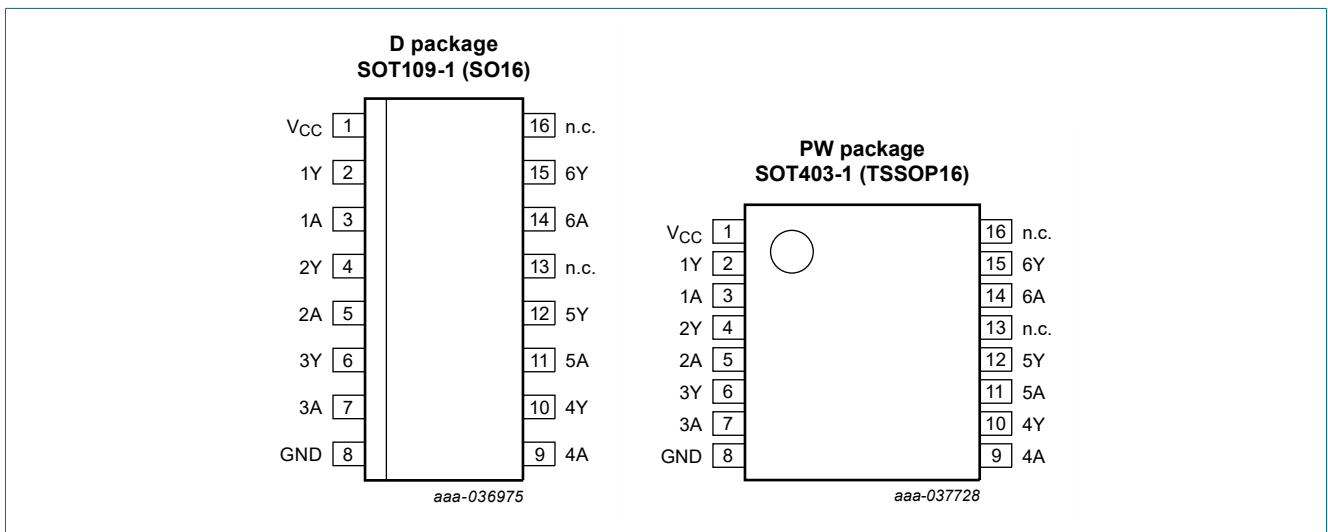 D package
SOT109-1 (SO16)
VCC 1 16 n.c.
1Y 2 15 6Y
1A 3 14 6A
2Y 4 13 n.c.
2A 5 12 5Y
3Y 6 11 5A
3A 7 10 4Y
GND 8 9 4A
aaa-036975
PW package
SOT403-1 (TSSOP16)
VCC 1 16 n.c.
1Y 2 15 6Y
1A 3 14 6A
2Y 4 13 n.c.
2A 5 12 5Y
3Y 6 11 5A
3A 7 10 4Y
GND 8 9 4A
aaa-037728